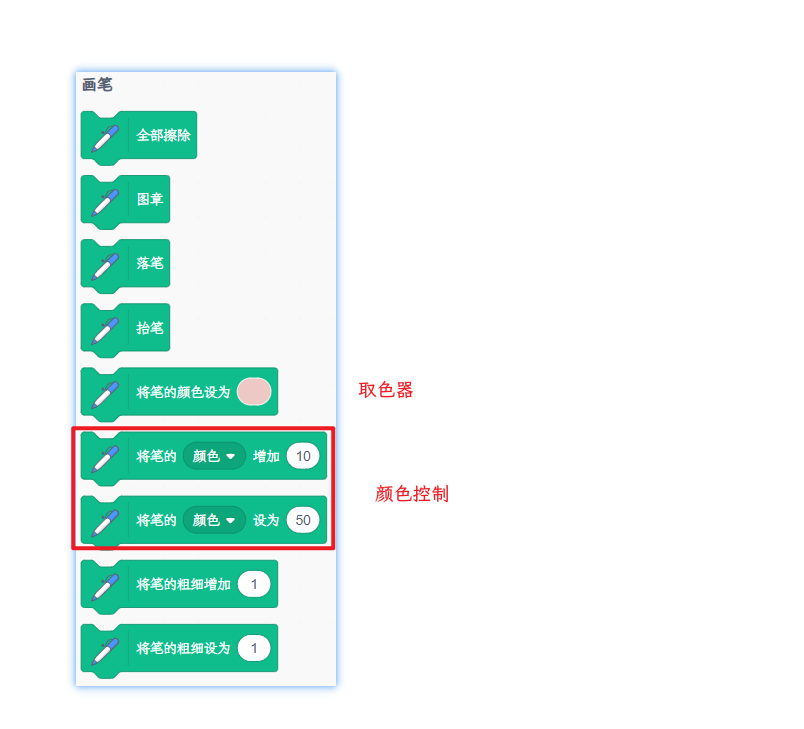 画笔
全部擦除
图章
落笔
抬笔
将笔的颜色设为
取色器
将笔的 颜色 增加 10
颜色控制
将笔的 颜色 设为 50
将笔的粗细增加 1
将笔的粗细设为 1